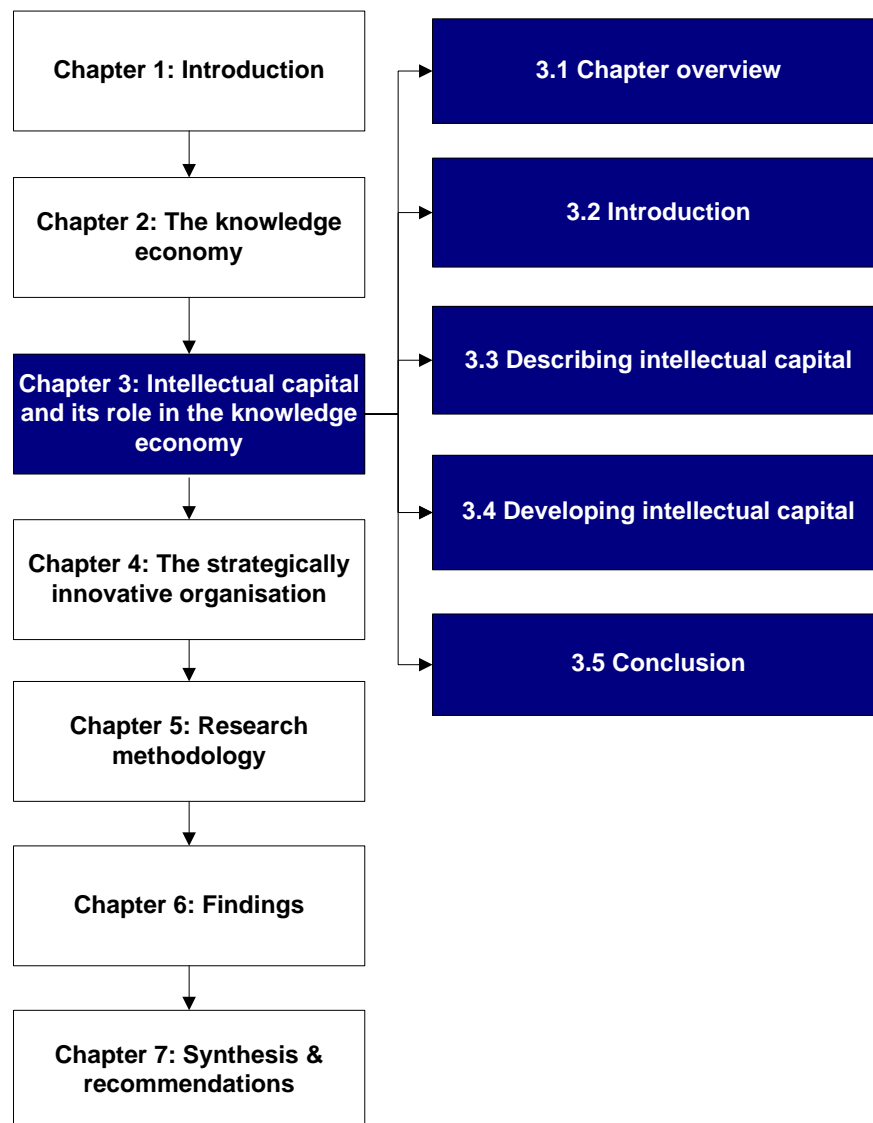 Chapter 1: Introduction
Chapter 2: The knowledge
economy
Chapter 3: Intellectual capital
and its role in the knowledge
economy
Chapter 4: The strategically
innovative organisation
Chapter 5: Research
methodology
Chapter 6: Findings
Chapter 7: Synthesis &
recommendations
3.1 Chapter overview
3.2 Introduction
3.3 Describing intellectual capital
3.4 Developing intellectual capital
3.5 Conclusion